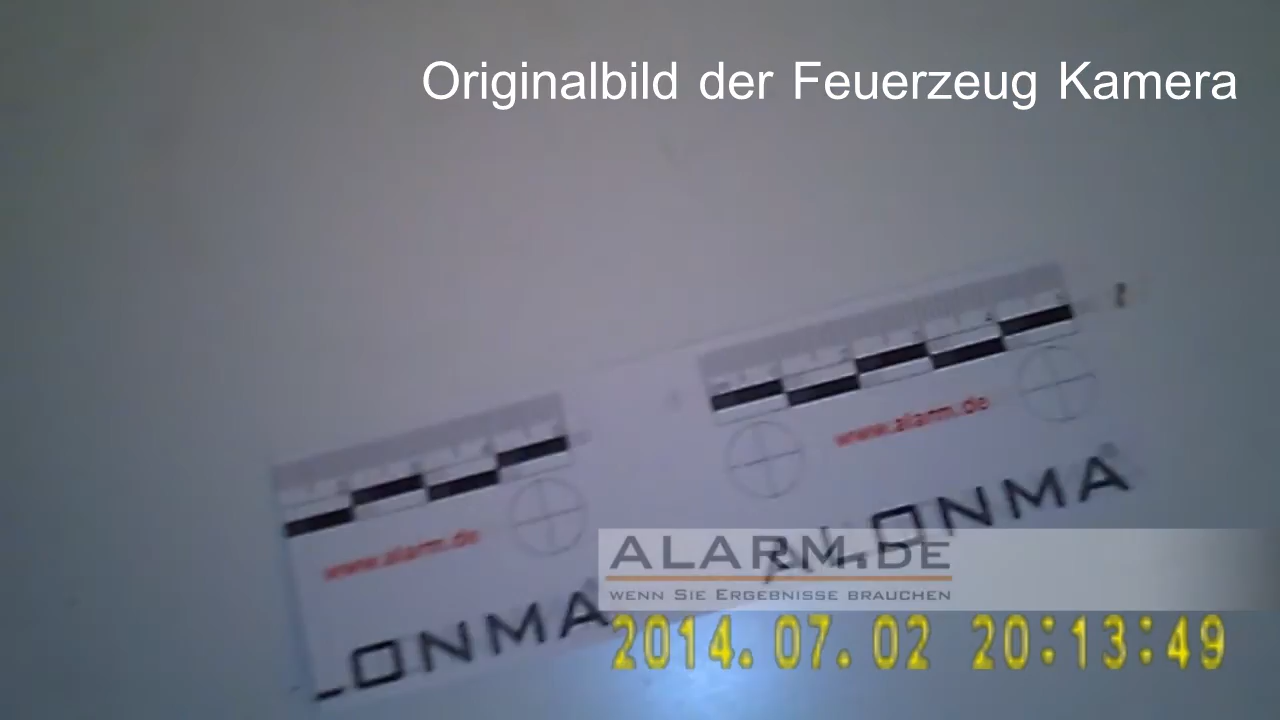 Originalbild der Feuerzeug Kamera
www.alarm.de
ALONMA
www.alarm.de
LONMA
ALARM.DE
WENN SIE ERGEBNISSE BRAUCHEN
2014.07.02 20:13:49